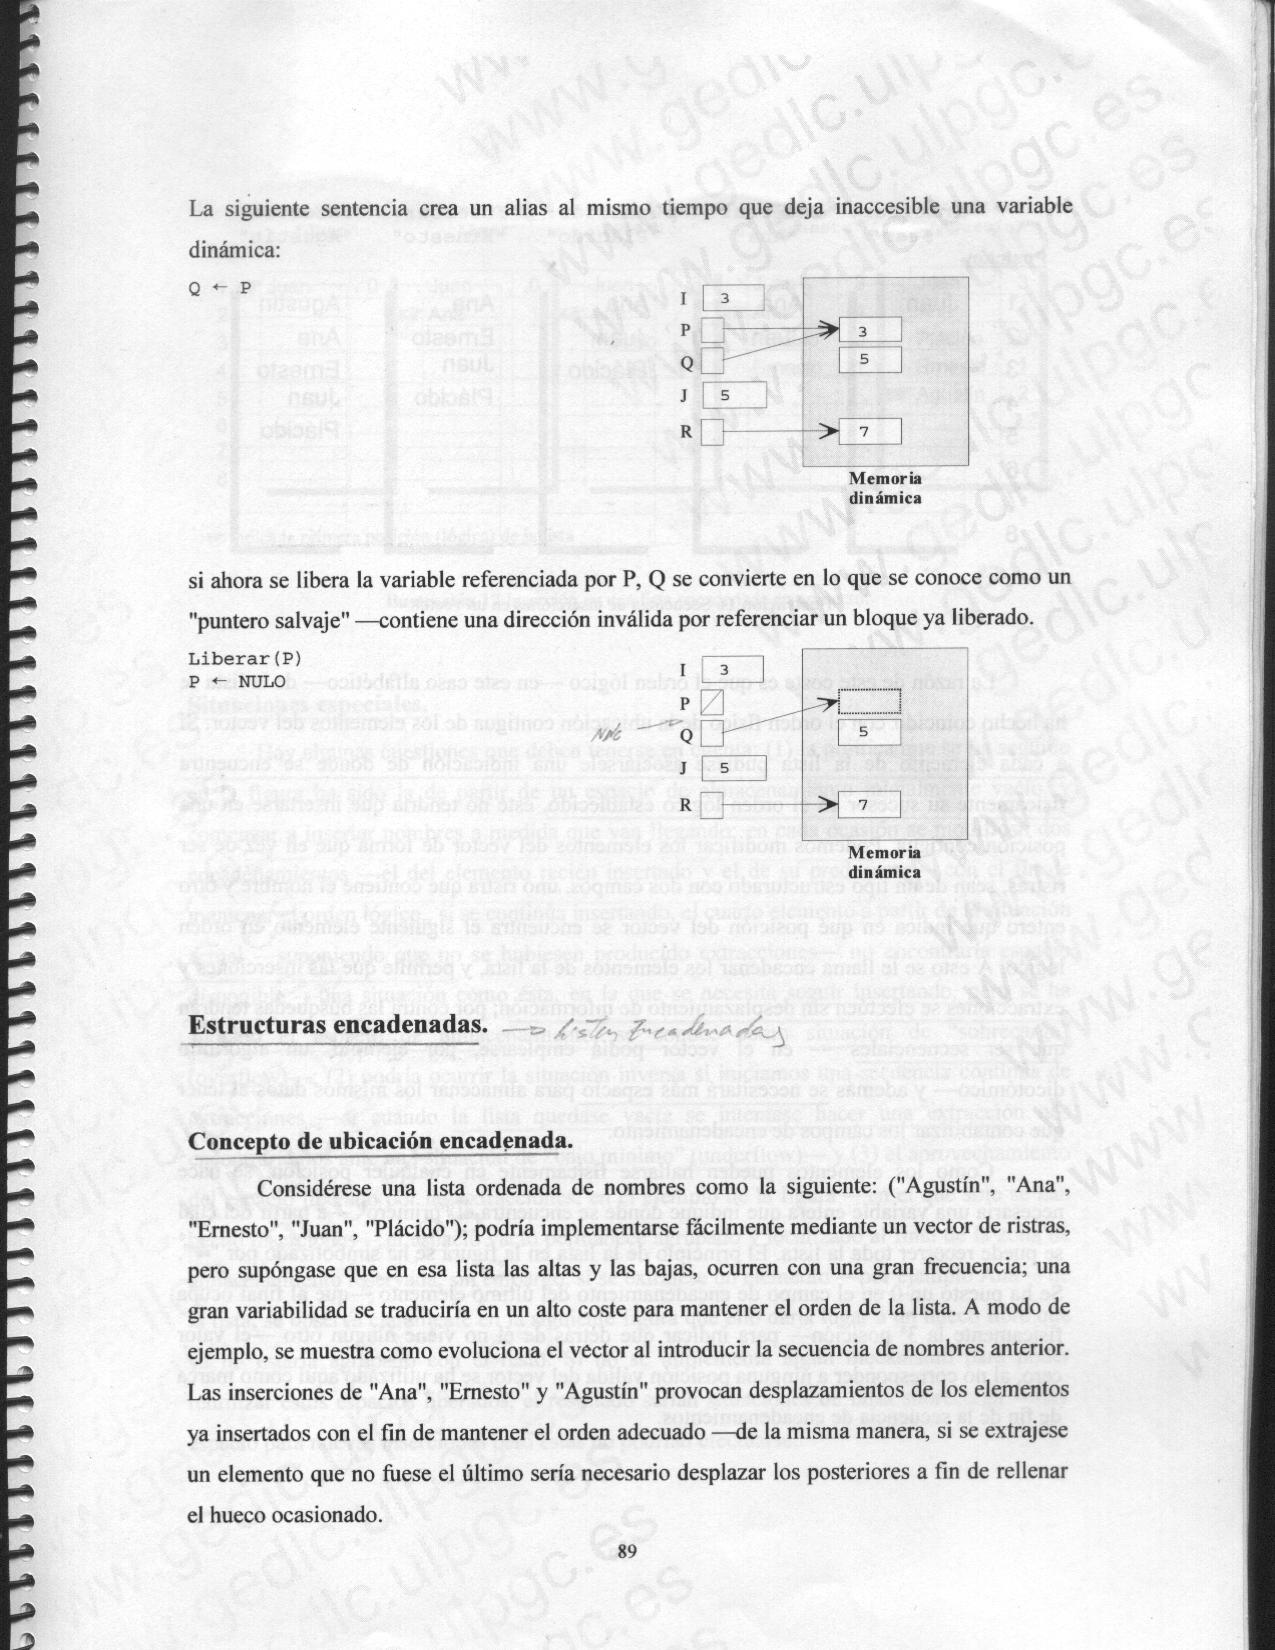 La siguiente sentencia crea un alias al mismo tiempo que deja inaccesible una variable
dinámica:
Q ← P
I 3
P
3
Q
5
J 5
R
7
Memoria
dinámica
si ahora se libera la variable referenciada por P, Q se convierte en lo que se conoce como un
"puntero salvaje" —contiene una dirección inválida por referenciar un bloque ya liberado.
Liberar(P)
P ← NULO
I 3
P
Q
5
J 5
R
7
Memoria
dinámica
Estructuras encadenadas. → Listas Encadenadas
Concepto de ubicación encadenada.
Considérese una lista ordenada de nombres como la siguiente: ("Agustín", "Ana",
"Ernesto", "Juan", "Plácido"); podría implementarse fácilmente mediante un vector de ristras,
pero supóngase que en esa lista las altas y las bajas, ocurren con una gran frecuencia; una
gran variabilidad se traduciría en un alto coste para mantener el orden de la lista. A modo de
ejemplo, se muestra como evoluciona el vector al introducir la secuencia de nombres anterior.
Las inserciones de "Ana", "Ernesto" y "Agustín" provocan desplazamientos de los elementos
ya insertados con el fin de mantener el orden adecuado —de la misma manera, si se extrajese
un elemento que no fuese el último sería necesario desplazar los posteriores a fin de rellenar
el hueco ocasionado.
89
www.gedlc.ulpgc.es